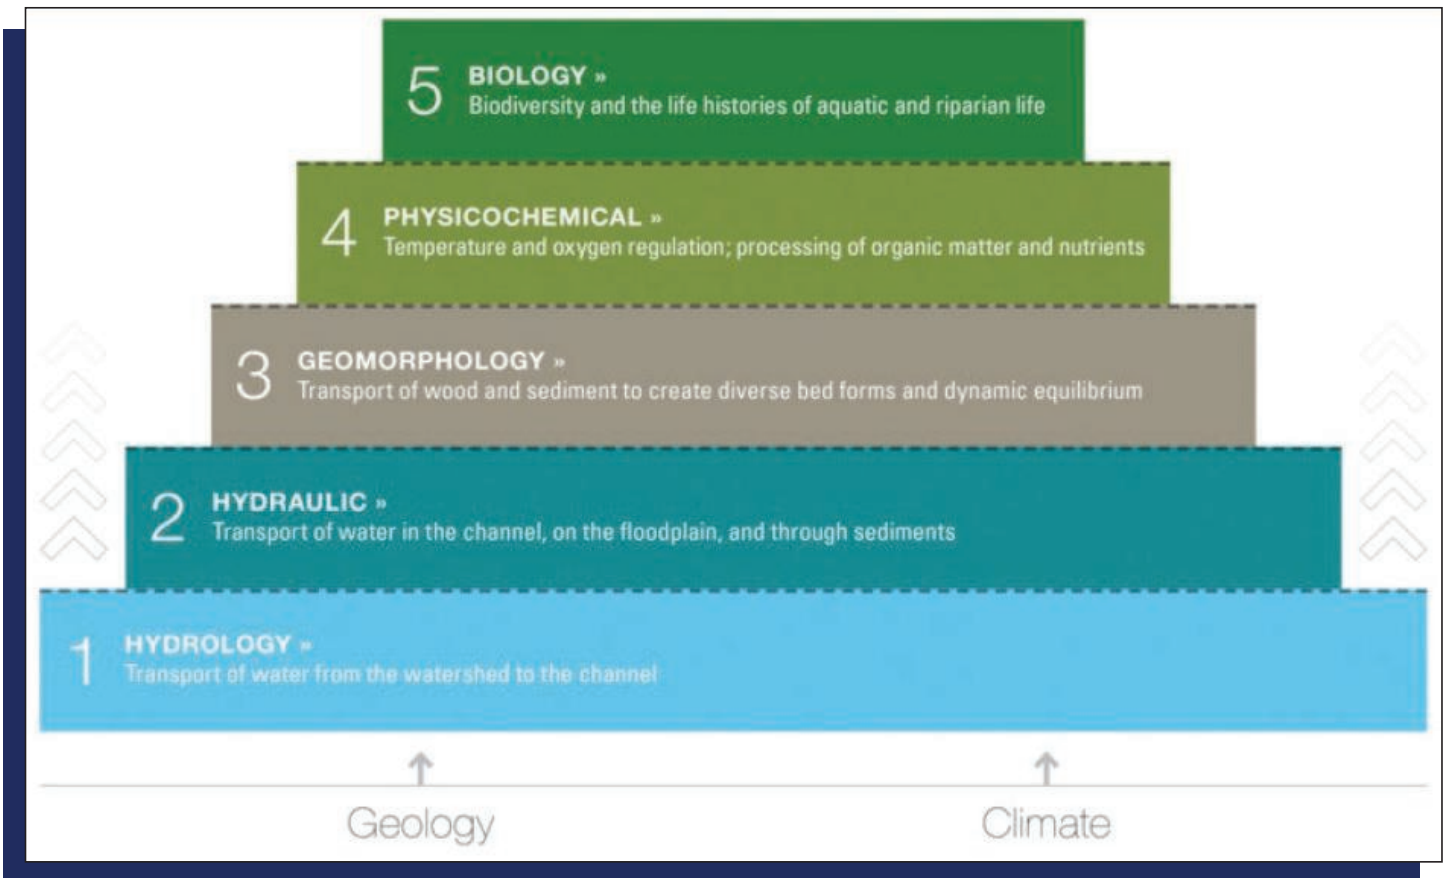 5 BIOLOGY »
Biodiversity and the life histories of aquatic and riparian life
4 PHYSICOCHEMICAL »
Temperature and oxygen regulation; processing of organic matter and nutrients
3 GEOMORPHOLOGY »
Transport of wood and sediment to create diverse bed forms and dynamic equilibrium
2 HYDRAULIC »
Transport of water in the channel, on the floodplain, and through sediments
1 HYDROLOGY »
Transport of water from the watershed to the channel
Geology Climate